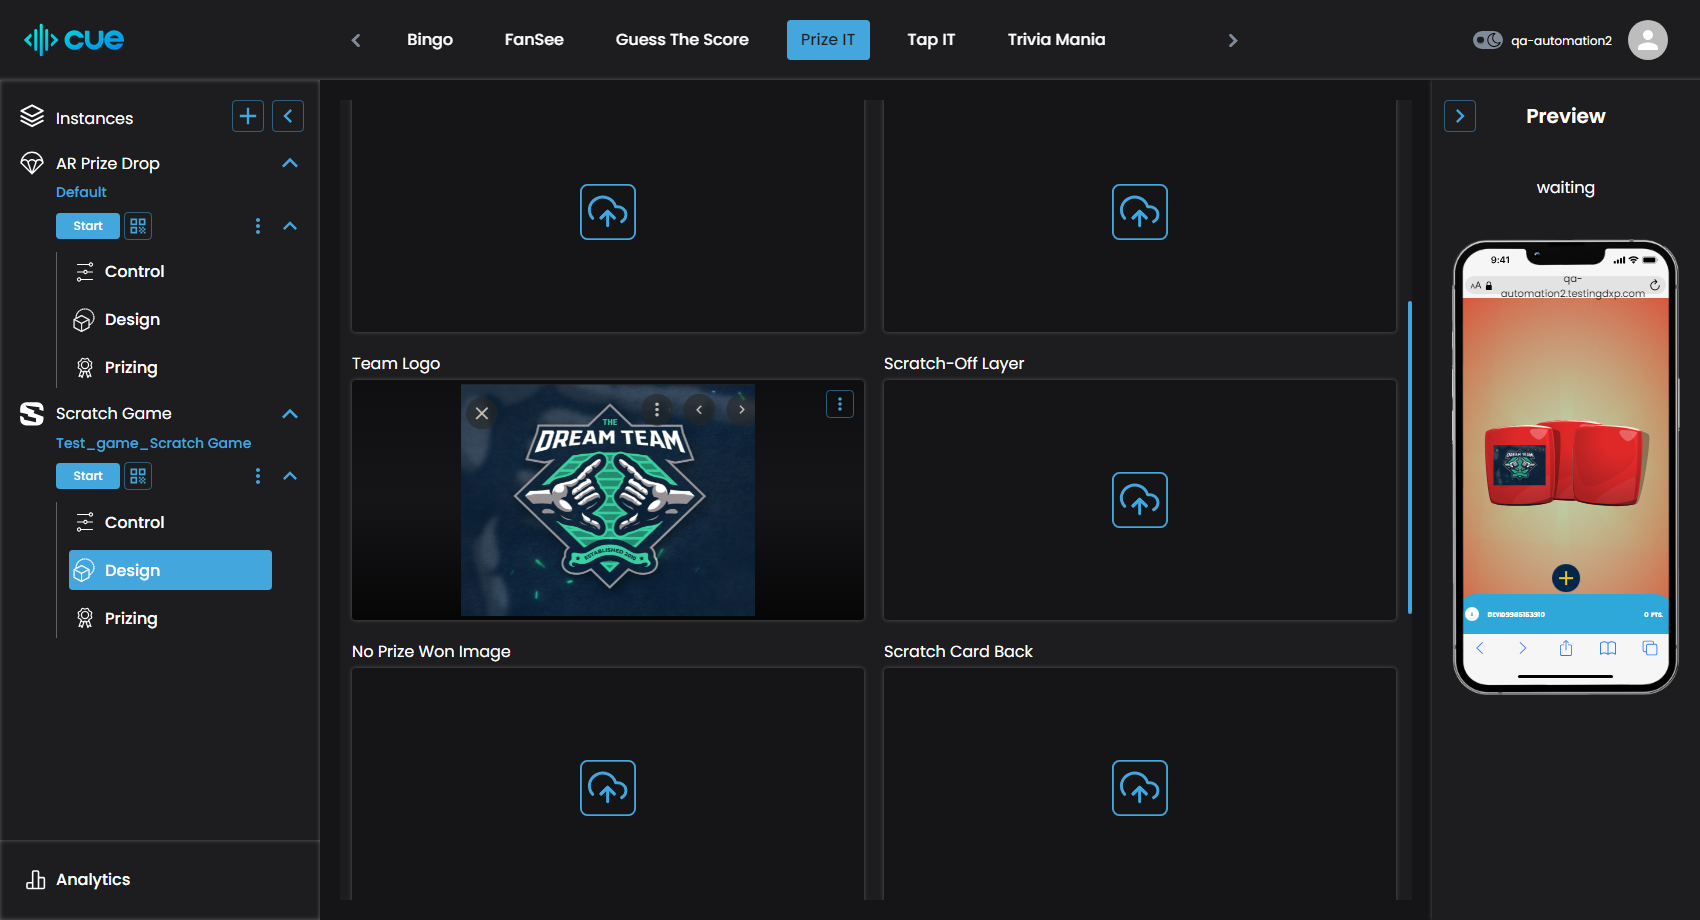 cue
Bingo
FanSee
Guess The Score
Prize IT
Tap IT
Trivia Mania
qa-automation2
Instances
AR Prize Drop
Default
Start
Control
Design
Prizing
Scratch Game
Test_game_Scratch Game
Start
Control
Design
Prizing
Analytics
Team Logo
THE
DREAM TEAM
ESTABLISHED 2019
Scratch-Off Layer
No Prize Won Image
Scratch Card Back
Preview
waiting
9:41
AA
qa-
automation2.testingdxp.com
DREAM TEAM
0 PTS.